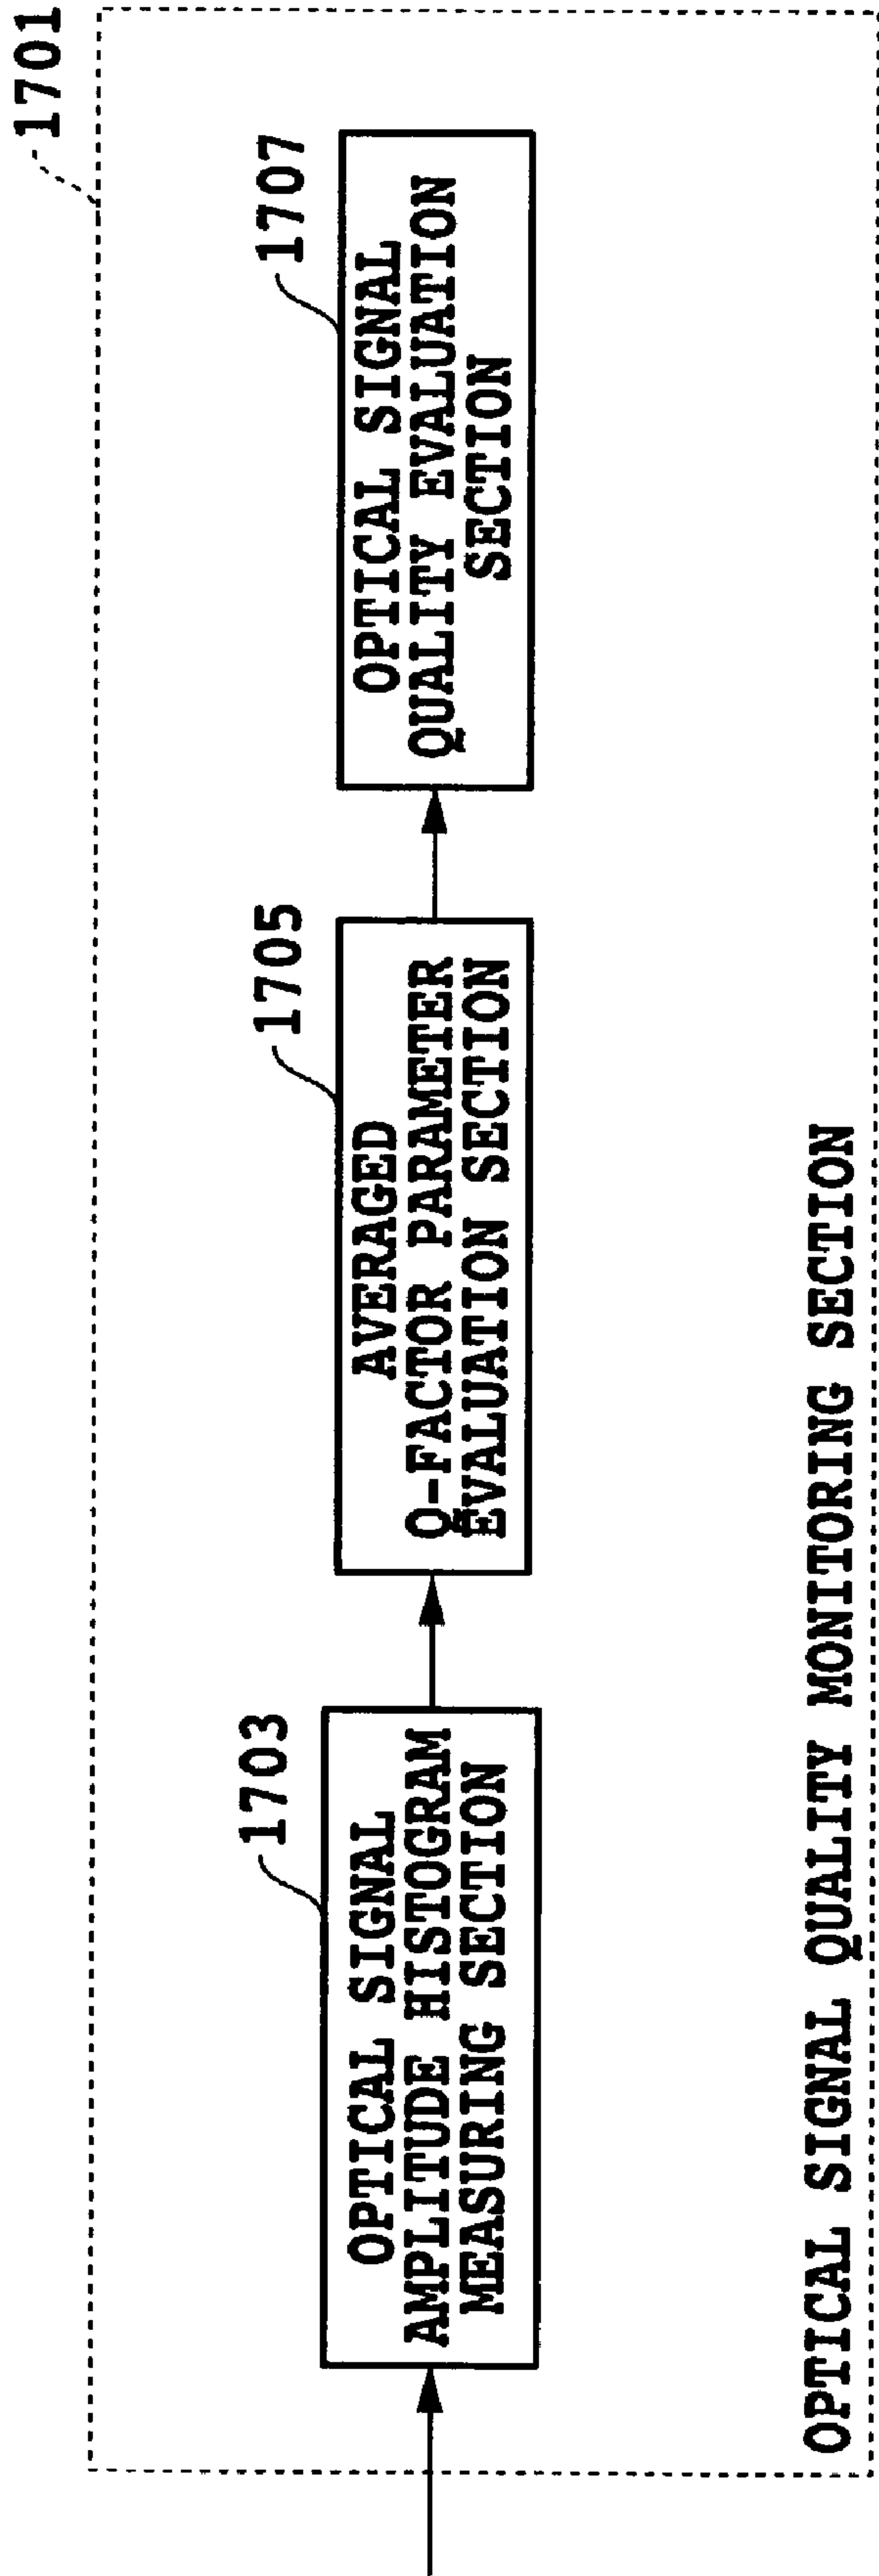 1701
1703
OPTICAL SIGNAL
AMPLITUDE HISTOGRAM
MEASURING SECTION
1705
AVERAGED
Q-FACTOR PARAMETER
EVALUATION SECTION
1707
OPTICAL SIGNAL
QUALITY EVALUATION
SECTION
OPTICAL SIGNAL QUALITY MONITORING SECTION